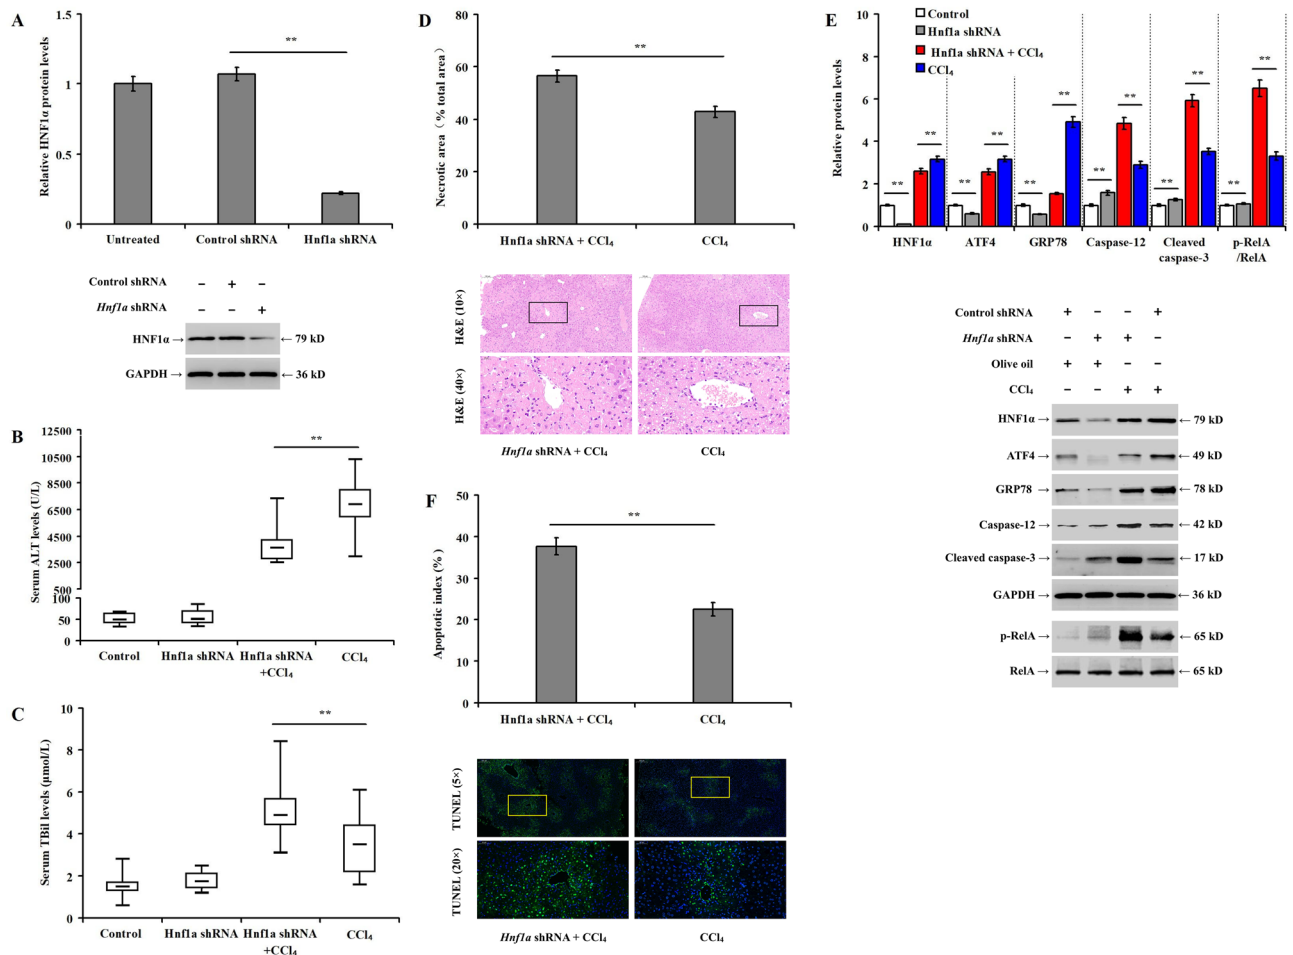 A
Relative HNF1α protein levels
1.5
1
0.5
0
**
Untreated
Control shRNA
Hnf1a shRNA
Control shRNA – + –
Hnf1a shRNA – – +
HNF1α → ← 79 kD
GAPDH → ← 36 kD
B
Serum ALT levels (U/L)
12500
10500
8500
6500
4500
2500
500
100
50
0
**
Control
Hnf1a shRNA
Hnf1a shRNA
+CCl₄
CCl₄
C
Serum TBil levels (μmol/L)
10
8
6
4
2
0
**
Control
Hnf1a shRNA
Hnf1a shRNA
+CCl₄
CCl₄
D
Necrotic area（% total area）
80
60
40
20
0
**
Hnf1a shRNA + CCl₄
CCl₄
H&E (10×)
H&E (40×)
Hnf1a shRNA + CCl₄
CCl₄
E
Relative protein levels
10
8
6
4
2
0
Control
Hnf1a shRNA
Hnf1a shRNA + CCl₄
CCl₄
** ** ** ** ** ** ** ** ** ** ** **
HNF1α
ATF4
GRP78
Caspase-12
Cleaved
caspase-3
p-RelA
/RelA
Control shRNA + – – +
Hnf1a shRNA – + + –
Olive oil + + – –
CCl₄ – – + +
HNF1α → ← 79 kD
ATF4 → ← 49 kD
GRP78 → ← 78 kD
Caspase-12 → ← 42 kD
Cleaved caspase-3 → ← 17 kD
GAPDH → ← 36 kD
p-RelA → ← 65 kD
RelA → ← 65 kD
F
Apoptotic index (%)
50
40
30
20
10
0
**
Hnf1a shRNA + CCl₄
CCl₄
TUNEL (5×)
TUNEL (20×)
Hnf1a shRNA + CCl₄
CCl₄